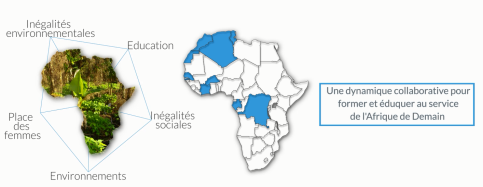 Inégalités
environnementales
Education
Place
des
femmes
Inégalités
sociales
Environnements
Une dynamique collaborative pour
former et éduquer au service
de l'Afrique de Demain